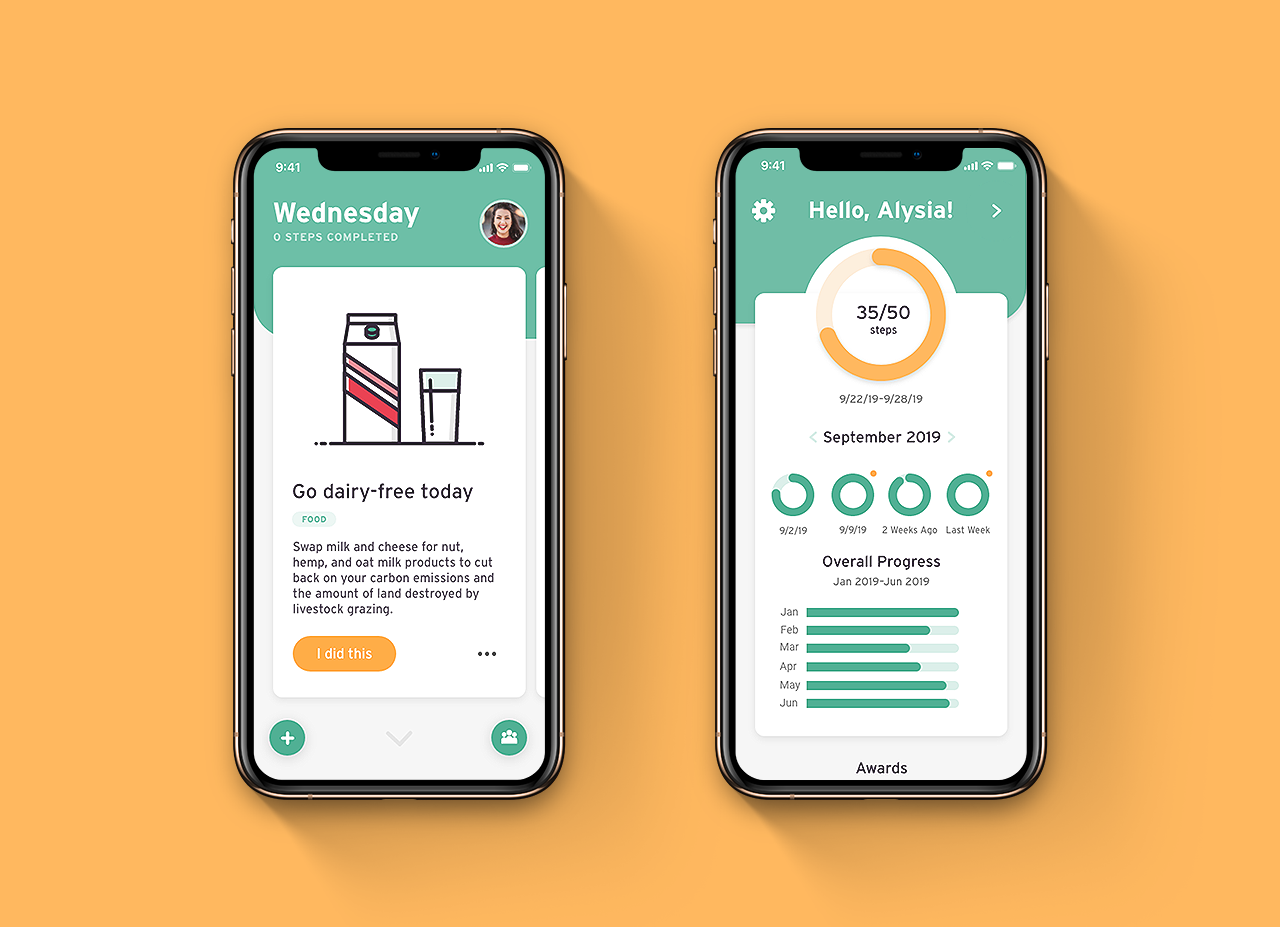 9:41
Wednesday
0 STEPS COMPLETED
Go dairy-free today
FOOD
Swap milk and cheese for nut,
hemp, and oat milk products to cut
back on your carbon emissions and
the amount of land destroyed by
livestock grazing.
I did this
9:41
Hello, Alysia!
35/50
steps
9/22/19-9/28/19
September 2019
9/2/19
9/9/19
2 Weeks Ago
Last Week
Overall Progress
Jan 2019-Jun 2019
Jan
Feb
Mar
Apr
May
Jun
Awards